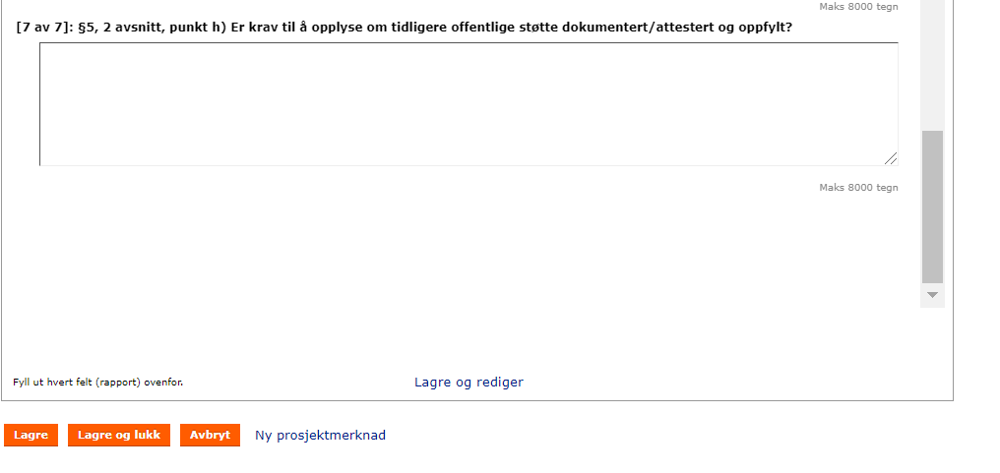 Maks 8000 tegn
[7 av 7]: §5, 2 avsnitt, punkt h) Er krav til å opplyse om tidligere offentlige støtte dokumentert/attestert og oppfylt?
Maks 8000 tegn
Fyll ut hvert felt (rapport) ovenfor.
Lagre og rediger
Lagre
Lagre og lukk
Avbryt
Ny prosjektmerknad